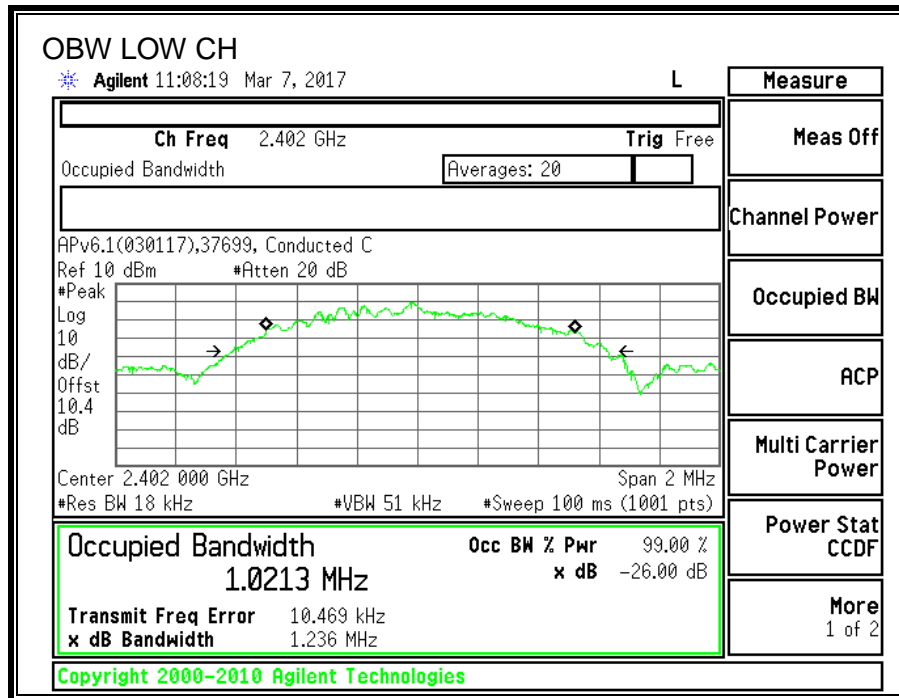 OBW LOW CH
Agilent 11:08:19 Mar 7, 2017 L
Measure
Ch Freq 2.402 GHz Trig Free
Meas Off
Occupied Bandwidth Averages: 20
Channel Power
APv6.1(030117),37699, Conducted C
Ref 10 dBm #Atten 20 dB
#Peak
Log
10
dB/
Offst
10.4
dB
Occupied BW
ACP
Center 2.402 000 GHz Span 2 MHz
#Res BW 18 kHz #VBW 51 kHz #Sweep 100 ms (1001 pts)
Multi Carrier
Power
Occupied Bandwidth Occ BW % Pwr 99.00 %
1.0213 MHz x dB -26.00 dB
Power Stat
CCDF
Transmit Freq Error 10.469 kHz
x dB Bandwidth 1.236 MHz
More
1 of 2
Copyright 2000-2010 Agilent Technologies